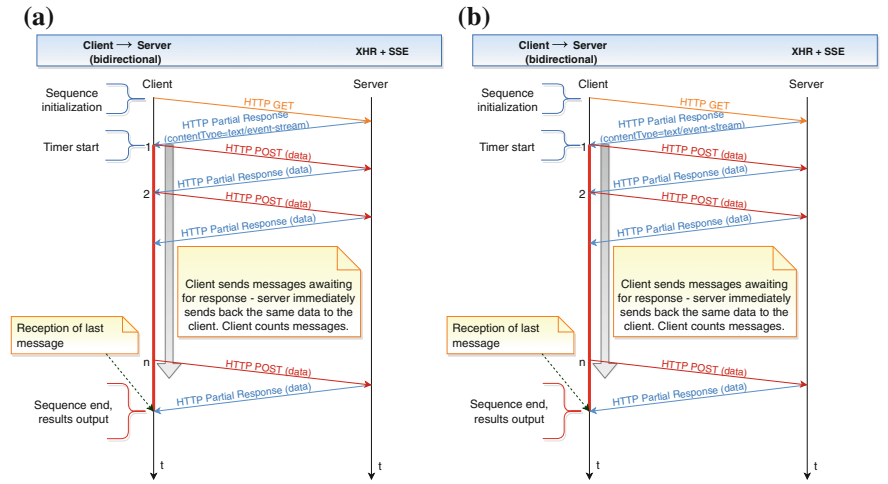 (a)
Client → Server
(bidirectional)
XHR + SSE
Client
Server
Sequence
initialization
HTTP GET
HTTP Partial Response
(contentType=text/event-stream)
Timer start
1
HTTP POST (data)
HTTP Partial Response (data)
2
HTTP POST (data)
HTTP Partial Response (data)
Client sends messages awaiting
for response - server immediately
sends back the same data to the
client. Client counts messages.
Reception of last
message
n
HTTP POST (data)
HTTP Partial Response (data)
Sequence end,
results output
t
(b)
Client → Server
(bidirectional)
XHR + SSE
Client
Server
Sequence
initialization
HTTP GET
HTTP Partial Response
(contentType=text/event-stream)
Timer start
1
HTTP POST (data)
HTTP Partial Response (data)
2
HTTP POST (data)
HTTP Partial Response (data)
Client sends messages awaiting
for response - server immediately
sends back the same data to the
client. Client counts messages.
Reception of last
message
n
HTTP POST (data)
HTTP Partial Response (data)
Sequence end,
results output
t
t
t